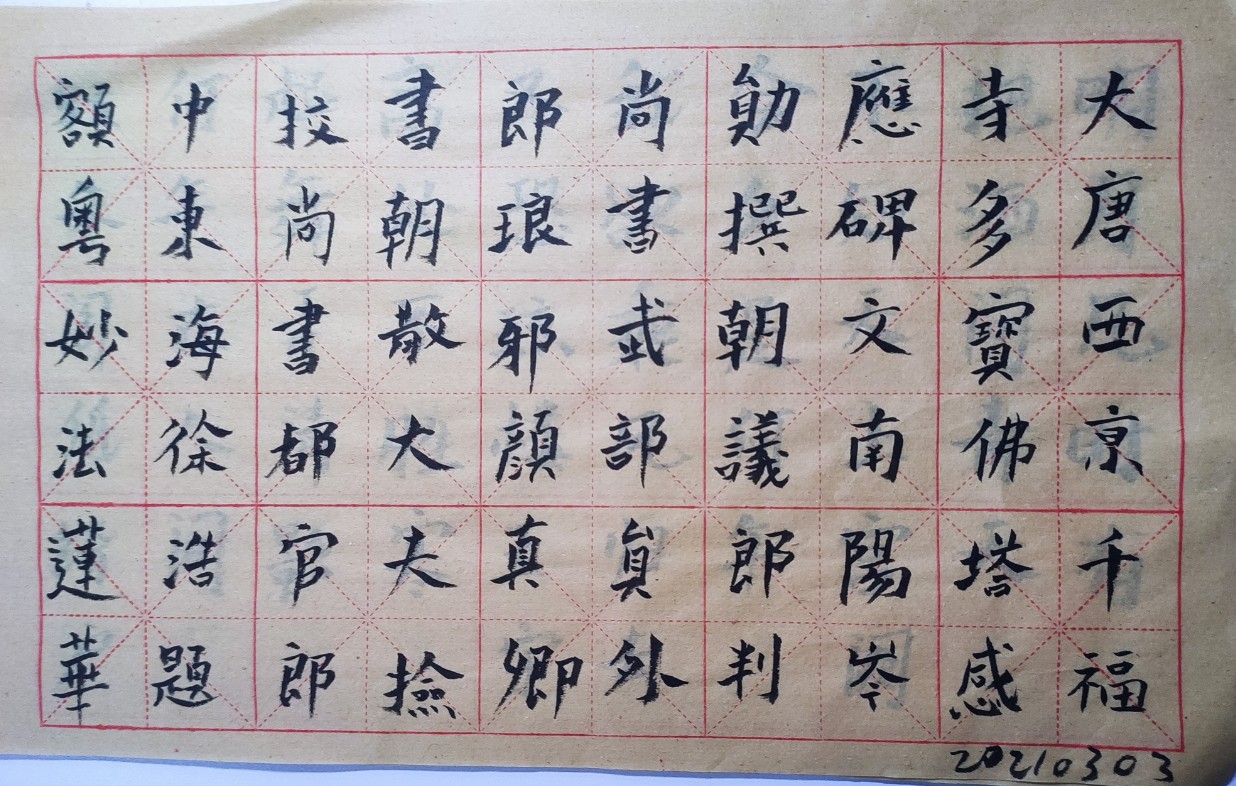 大唐西亰千福
寺多寶佛塔感
應碑文南陽岑
勛撰朝議郎判
尚書武部貟外
郎琅邪顔真卿
書朝散大夫撿
挍尚書都官郎
中東海徐浩題
額粵妙法蓮華
20210303